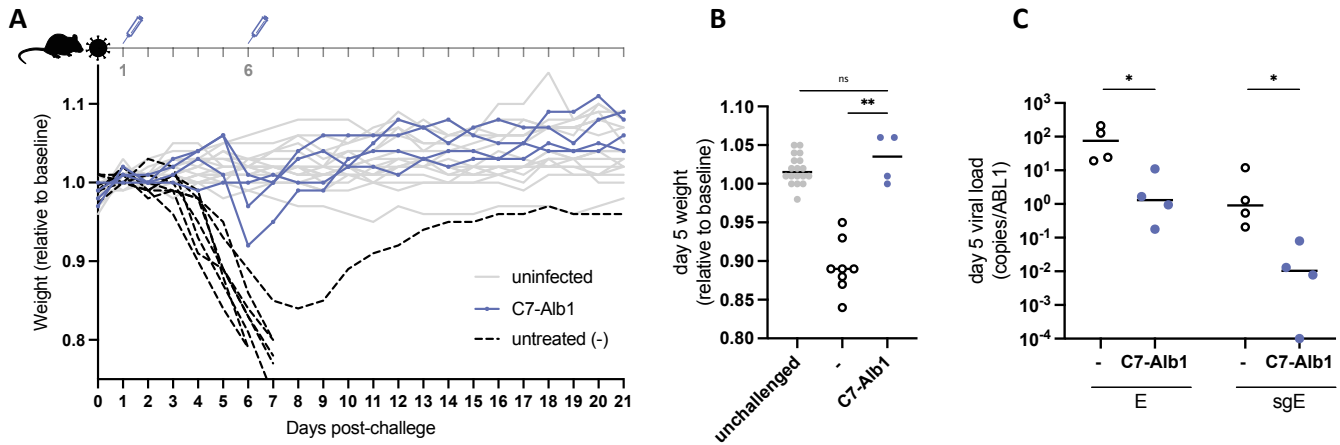 A
1
6
Weight (relative to baseline)
1.1
1.0
0.9
0.8
uninfected
C7-Alb1
untreated (-)
0 1 2 3 4 5 6 7 8 9 10 11 12 13 14 15 16 17 18 19 20 21
Days post-challege
B
ns
**
day 5 weight
(relative to baseline)
1.10
1.05
1.00
0.95
0.90
0.85
0.80
unchallenged
-
C7-Alb1
C
*
*
day 5 viral load
(copies/ABL1)
10³
10²
10¹
10⁰
10⁻¹
10⁻²
10⁻³
10⁻⁴
- C7-Alb1 - C7-Alb1
E sgE